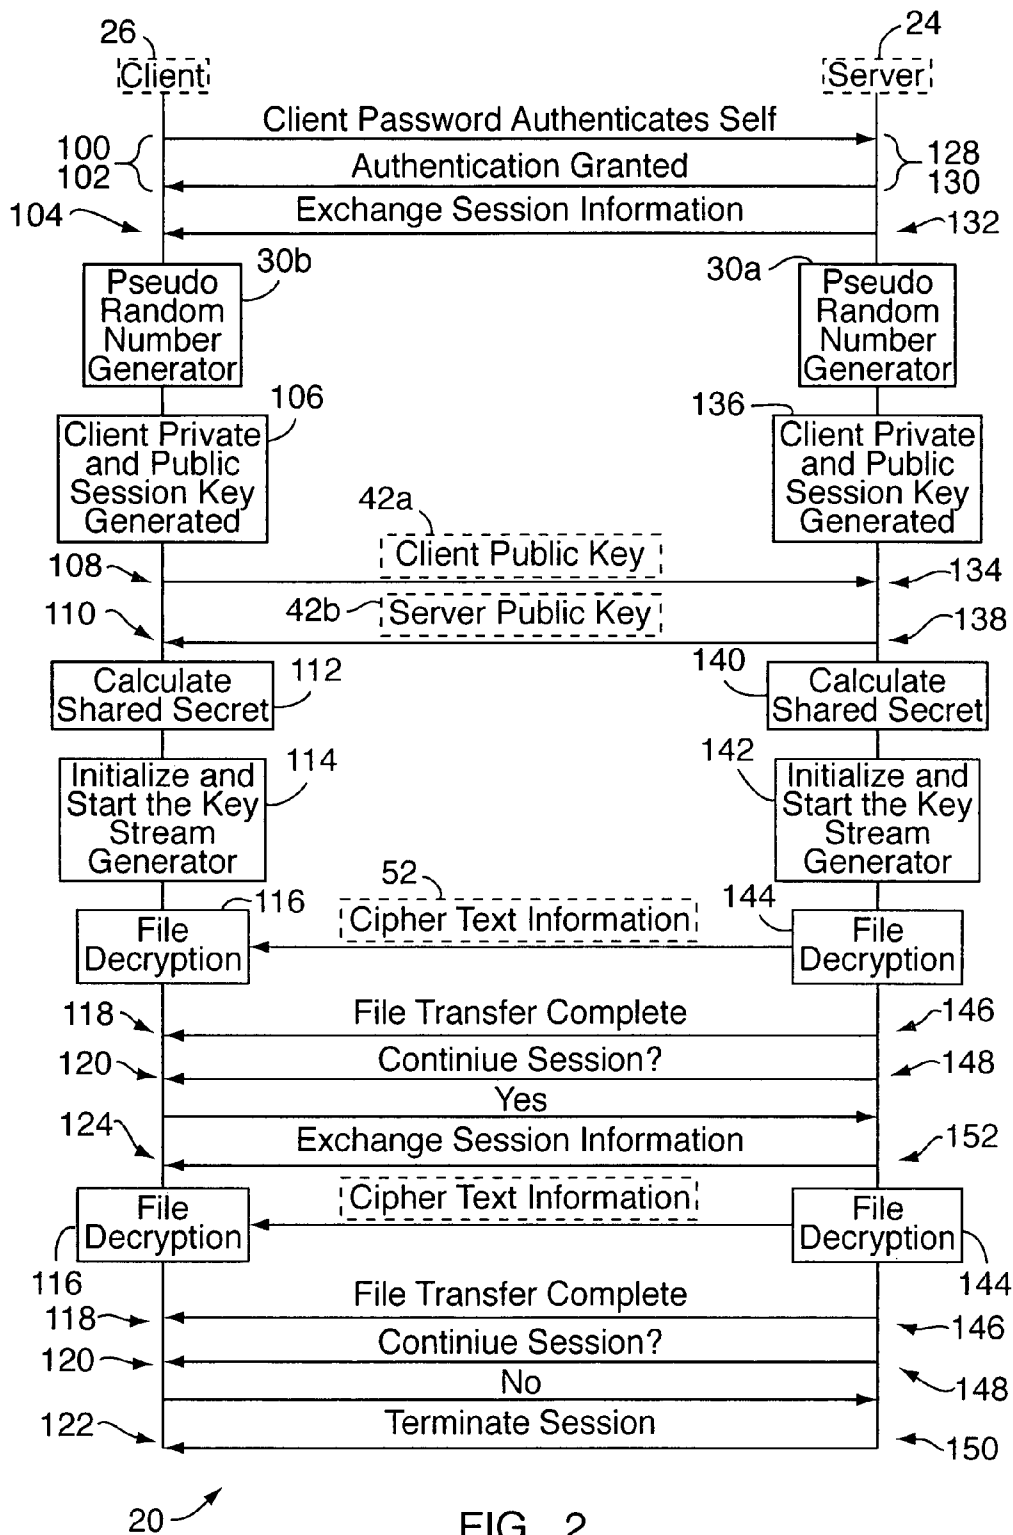 26
24
Client
Server
Client Password Authenticates Self
100
102
128
130
Authentication Granted
104
Exchange Session Information
132
30b
30a
Pseudo
Random
Number
Generator
Pseudo
Random
Number
Generator
106
136
Client Private
and Public
Session Key
Generated
Client Private
and Public
Session Key
Generated
42a
Client Public Key
108
134
42b
Server Public Key
110
138
Calculate
Shared Secret
112
140
Calculate
Shared Secret
Initialize and
Start the Key
Stream
Generator
114
142
Initialize and
Start the Key
Stream
Generator
52
116
Cipher Text Information
144
File
Decryption
File
Decryption
118
File Transfer Complete
146
120
Continiue Session?
148
Yes
124
Exchange Session Information
152
File
Decryption
Cipher Text Information
File
Decryption
116
144
118
File Transfer Complete
146
120
Continiue Session?
148
No
122
Terminate Session
150
20
FIG. 2